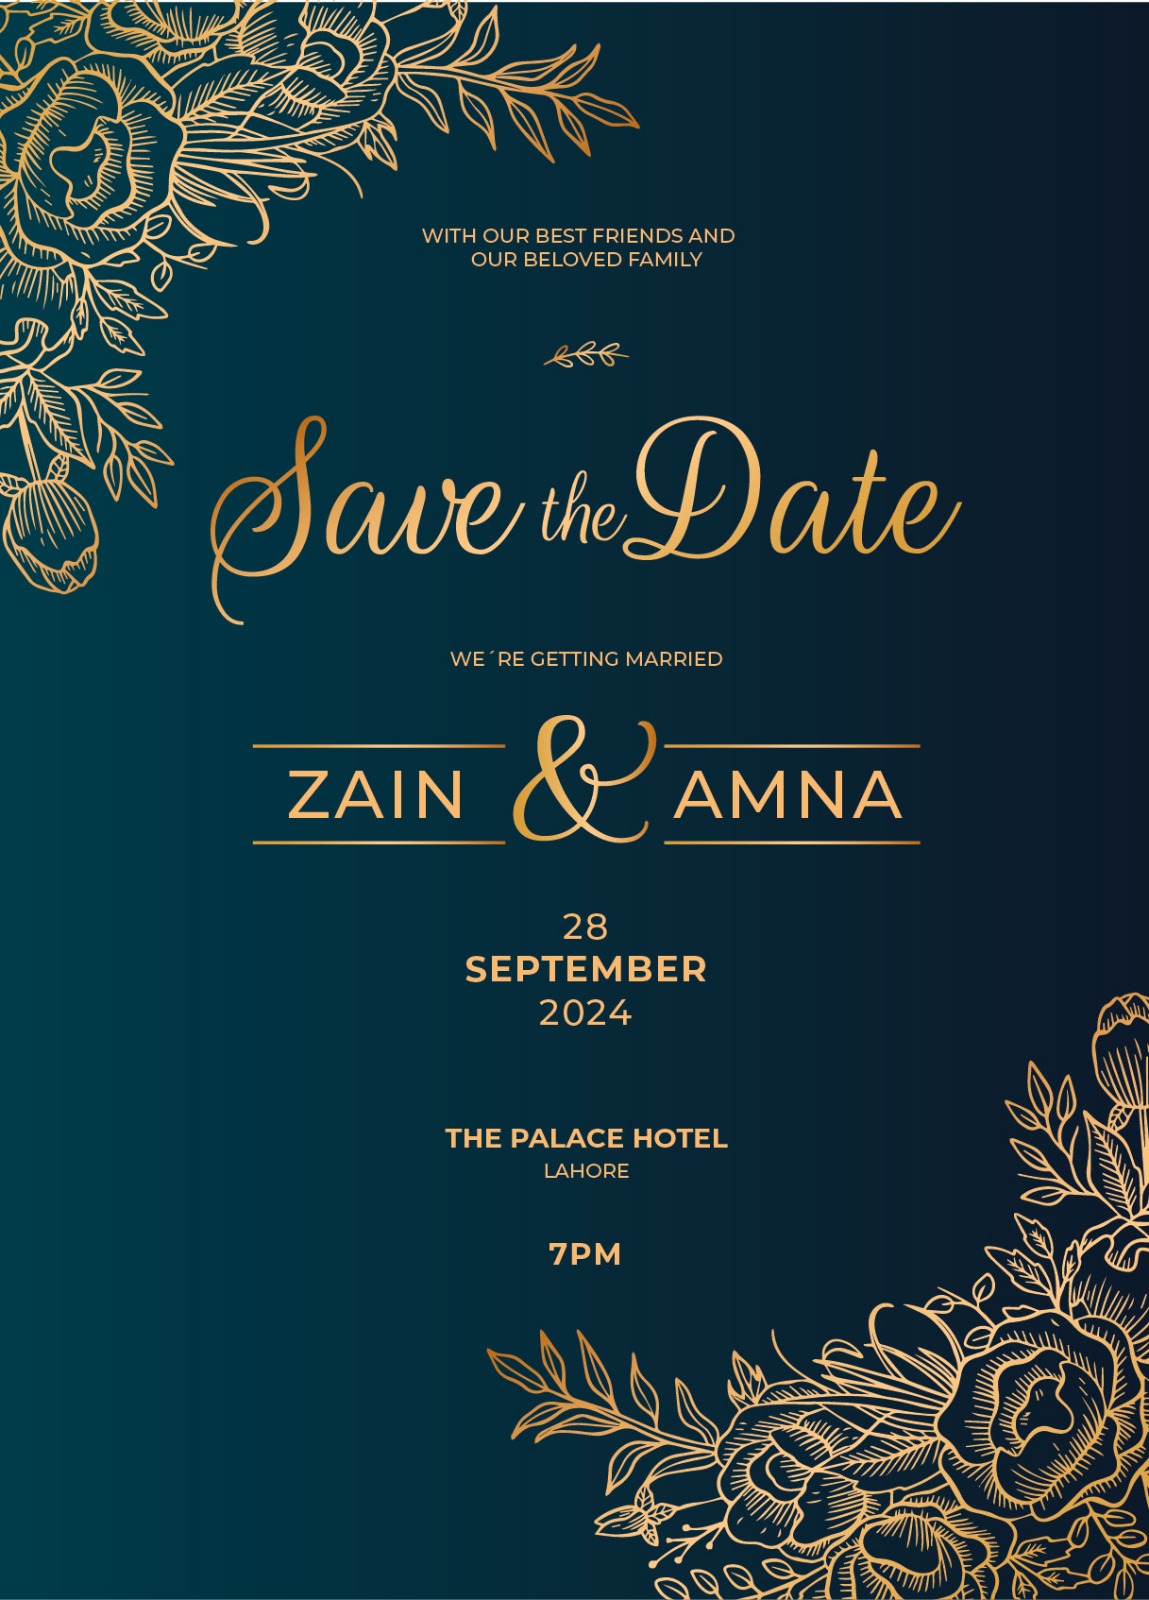 WITH OUR BEST FRIENDS AND
OUR BELOVED FAMILY
Save the Date
WE´RE GETTING MARRIED
ZAIN & AMNA
28
SEPTEMBER
2024
THE PALACE HOTEL
LAHORE
7PM